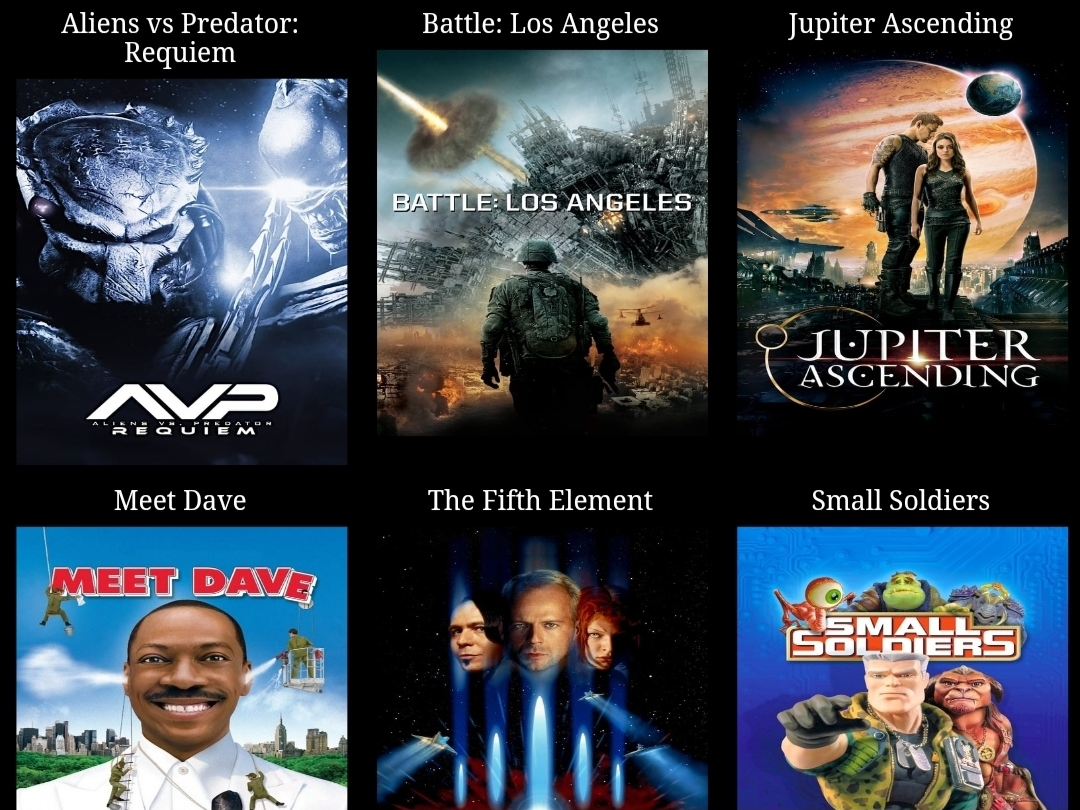 Aliens vs Predator:
Requiem
Battle: Los Angeles
Jupiter Ascending
AVP
ALIENS VS. PREDATOR
REQUIEM
BATTLE: LOS ANGELES
JUPITER
ASCENDING
Meet Dave
The Fifth Element
Small Soldiers
MEET DAVE
SMALL
SOLDIERS